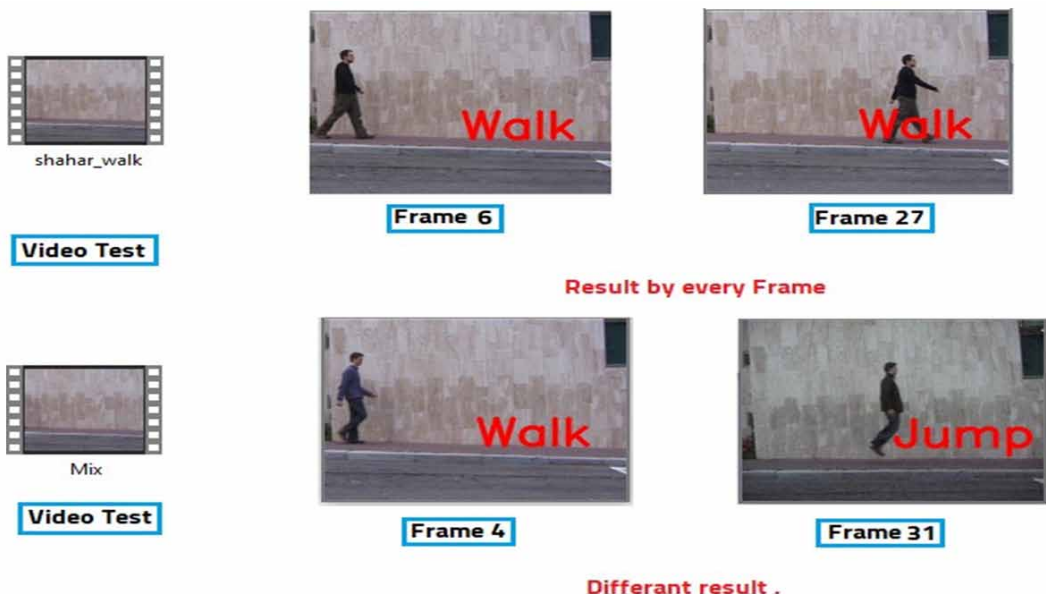 Walk
Walk
shahar_walk
Frame 6
Frame 27
Video Test
Result by every Frame
Walk
Jump
Mix
Video Test
Frame 4
Frame 31
Differant result .